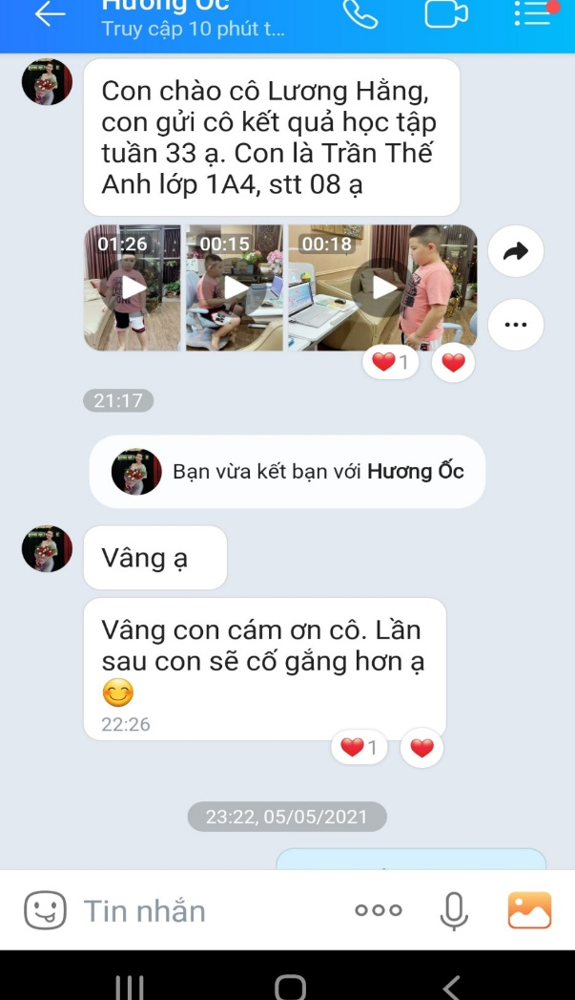 Hương Ốc
Truy cập 10 phút t...
Con chào cô Lương Hằng,
con gửi cô kết quả học tập
tuần 33 ạ. Con là Trần Thế
Anh lớp 1A4, stt 08 ạ
01:26 00:15 00:18
1
21:17
Bạn vừa kết bạn với Hương Ốc
Vâng ạ
Vâng con cám ơn cô. Lần
sau con sẽ cố gắng hơn ạ
22:26
1
23:22, 05/05/2021
Tin nhắn